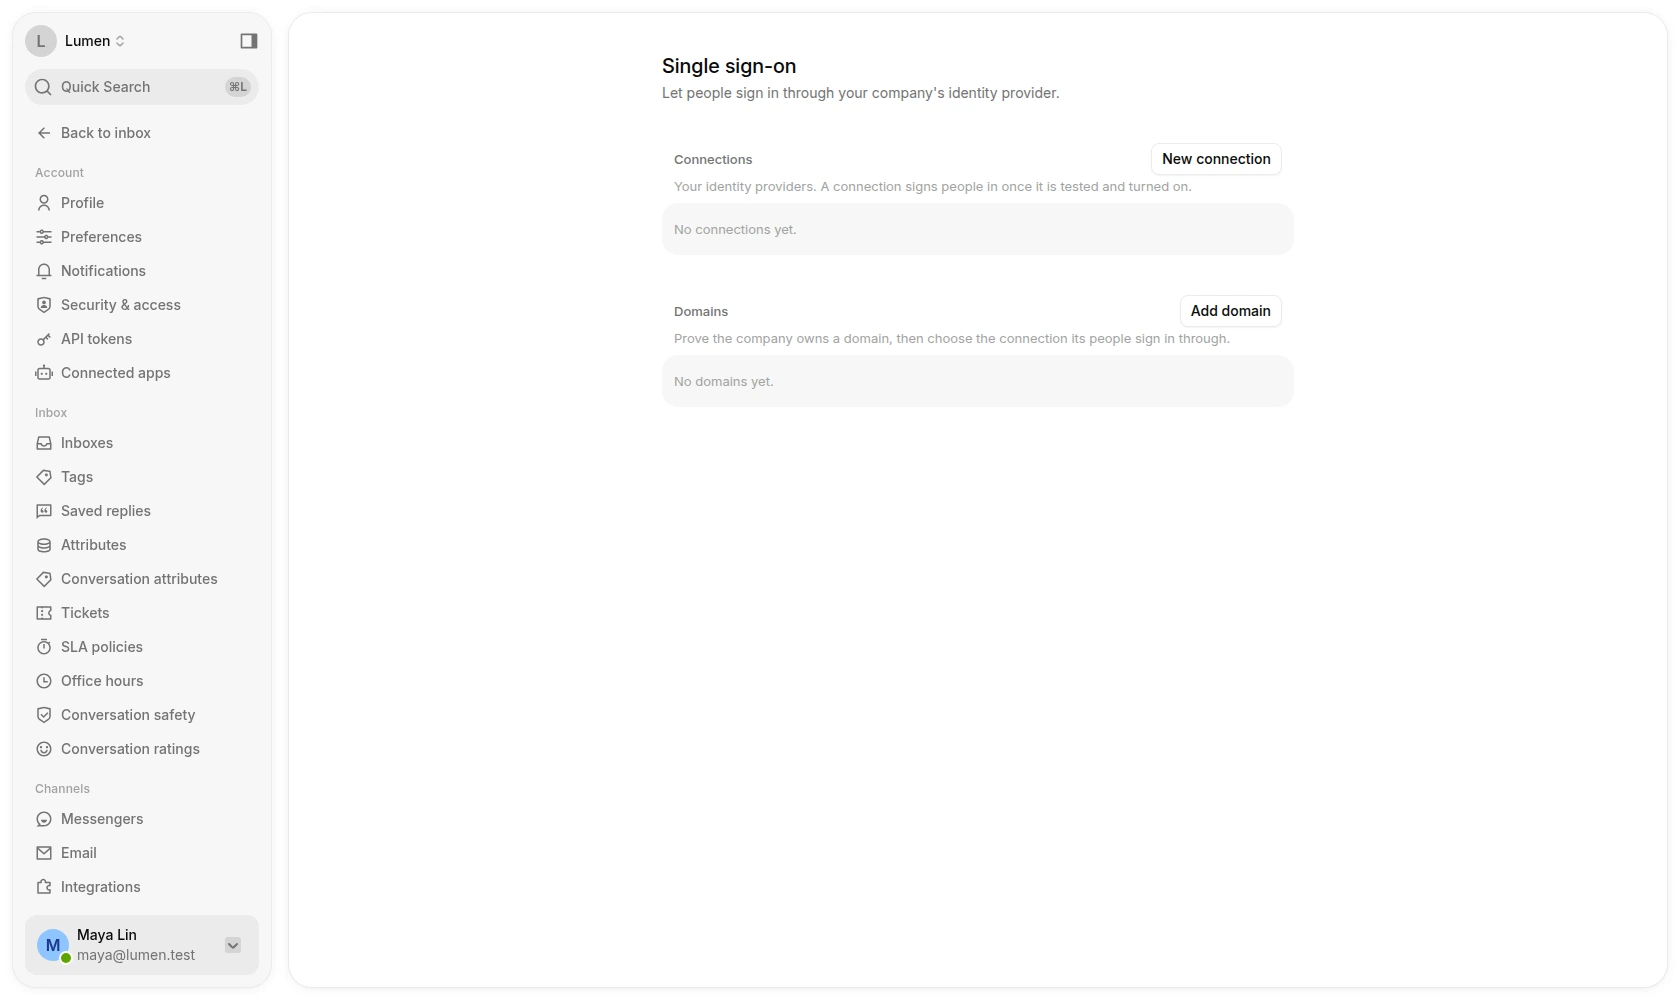 L
Lumen
Quick Search
⌘L
Back to inbox
Account
Profile
Preferences
Notifications
Security & access
API tokens
Connected apps
Inbox
Inboxes
Tags
Saved replies
Attributes
Conversation attributes
Tickets
SLA policies
Office hours
Conversation safety
Conversation ratings
Channels
Messengers
Email
Integrations
M
Maya Lin
maya@lumen.test
Single sign-on
Let people sign in through your company's identity provider.
Connections
New connection
Your identity providers. A connection signs people in once it is tested and turned on.
No connections yet.
Domains
Add domain
Prove the company owns a domain, then choose the connection its people sign in through.
No domains yet.